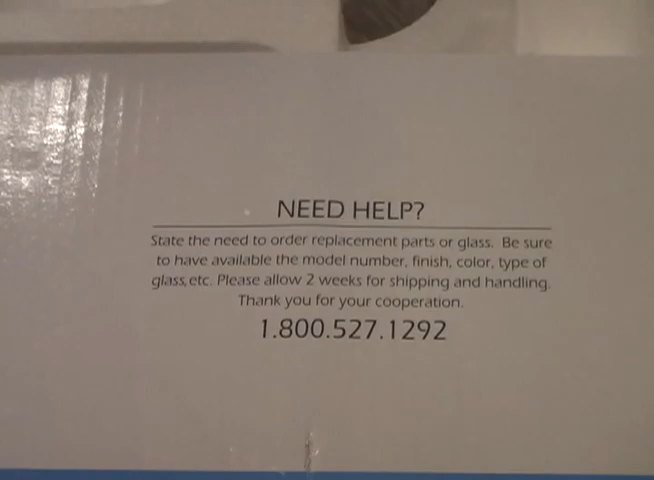 NEED HELP?
State the need to order replacement parts or glass. Be sure
to have available the model number, finish, color, type of
glass, etc. Please allow 2 weeks for shipping and handling.
Thank you for your cooperation.
1.800.527.1292